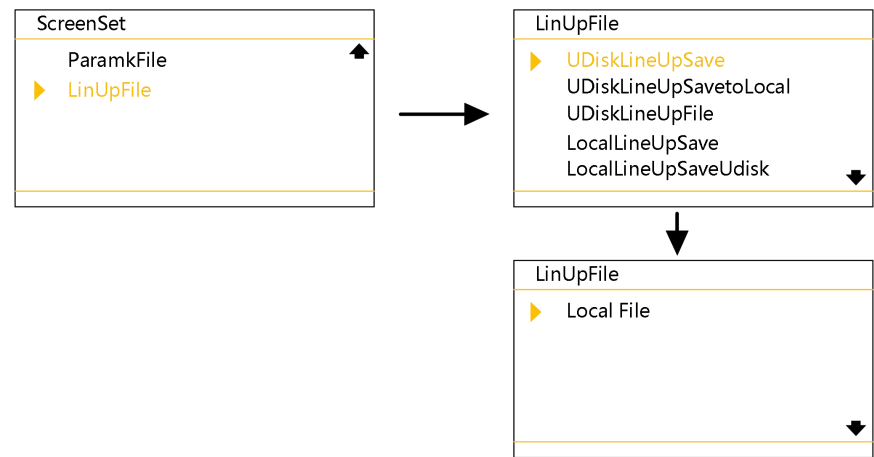 ScreenSet
ParamkFile
LinUpFile
LinUpFile
UDiskLineUpSave
UDiskLineUpSavetoLocal
UDiskLineUpFile
LocalLineUpSave
LocalLineUpSaveUdisk
LinUpFile
Local File